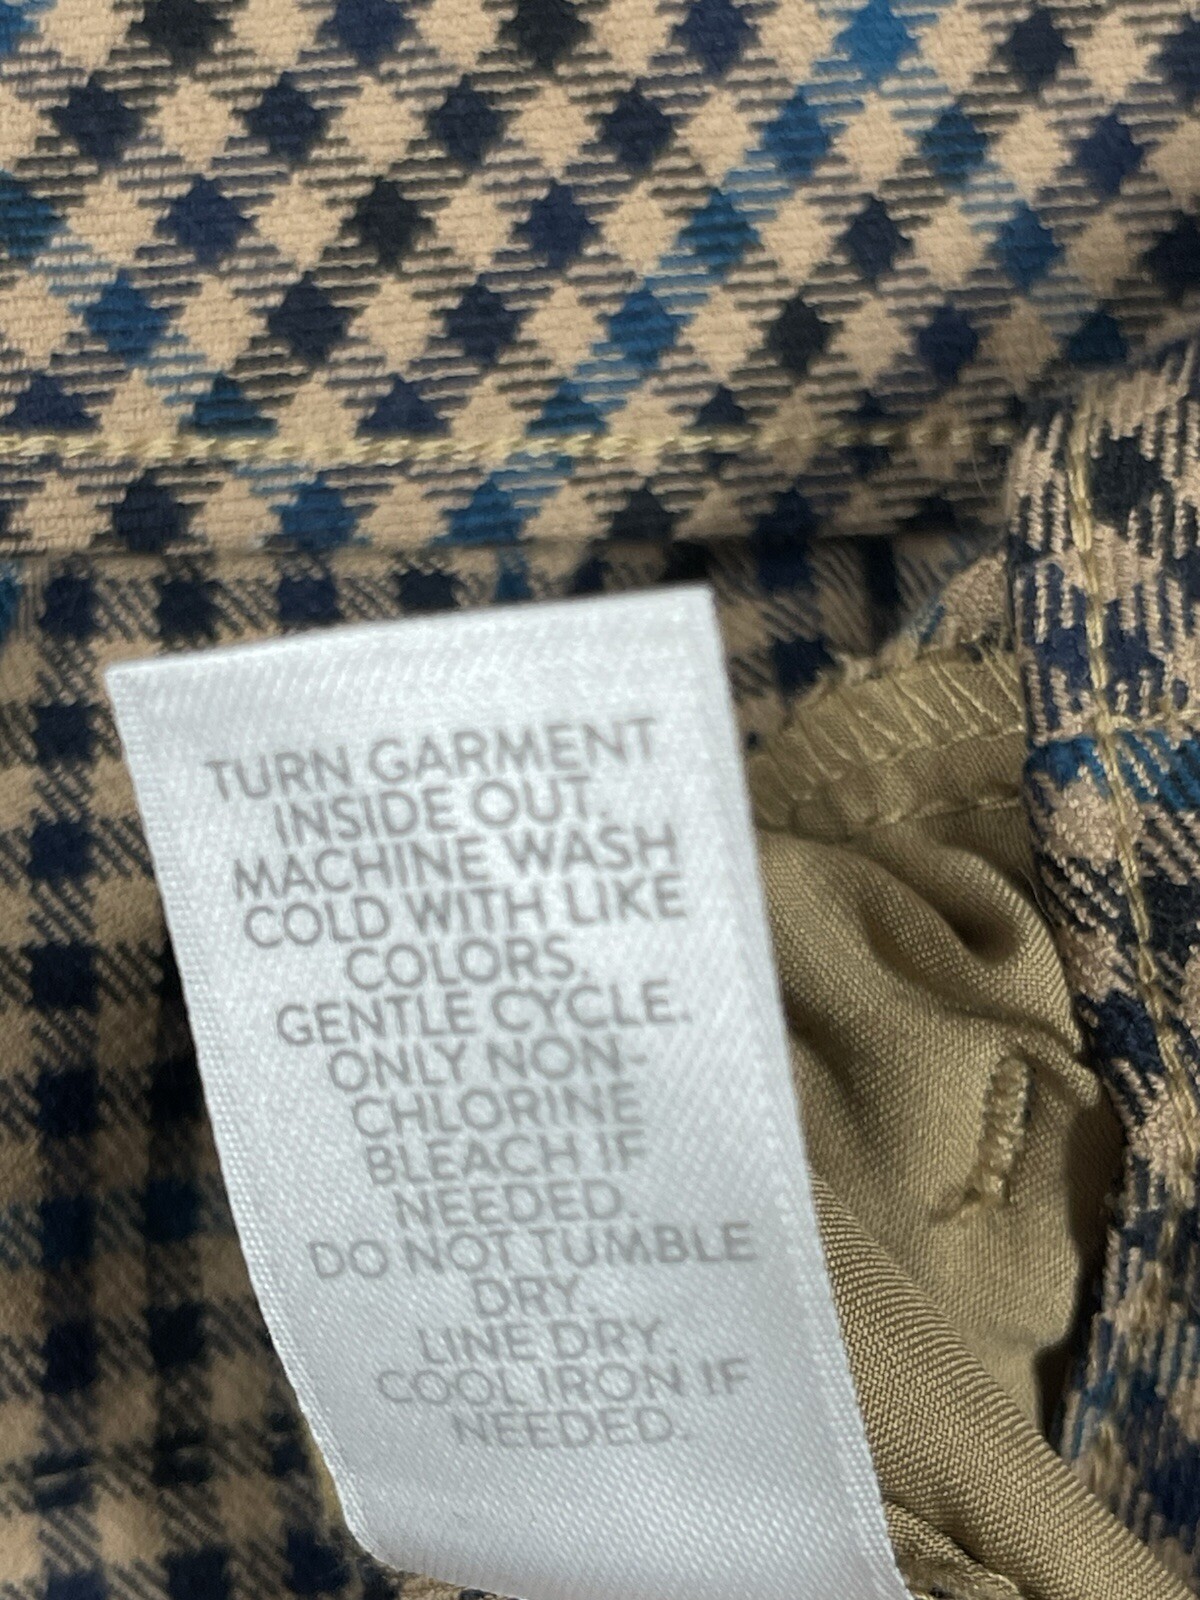 TURN GARMENT
INSIDE OUT.
MACHINE WASH
COLD WITH LIKE
COLORS.
GENTLE CYCLE.
ONLY NON-
CHLORINE
BLEACH IF
NEEDED.
DO NOT TUMBLE
DRY.
LINE DRY.
COOL IRON IF
NEEDED.